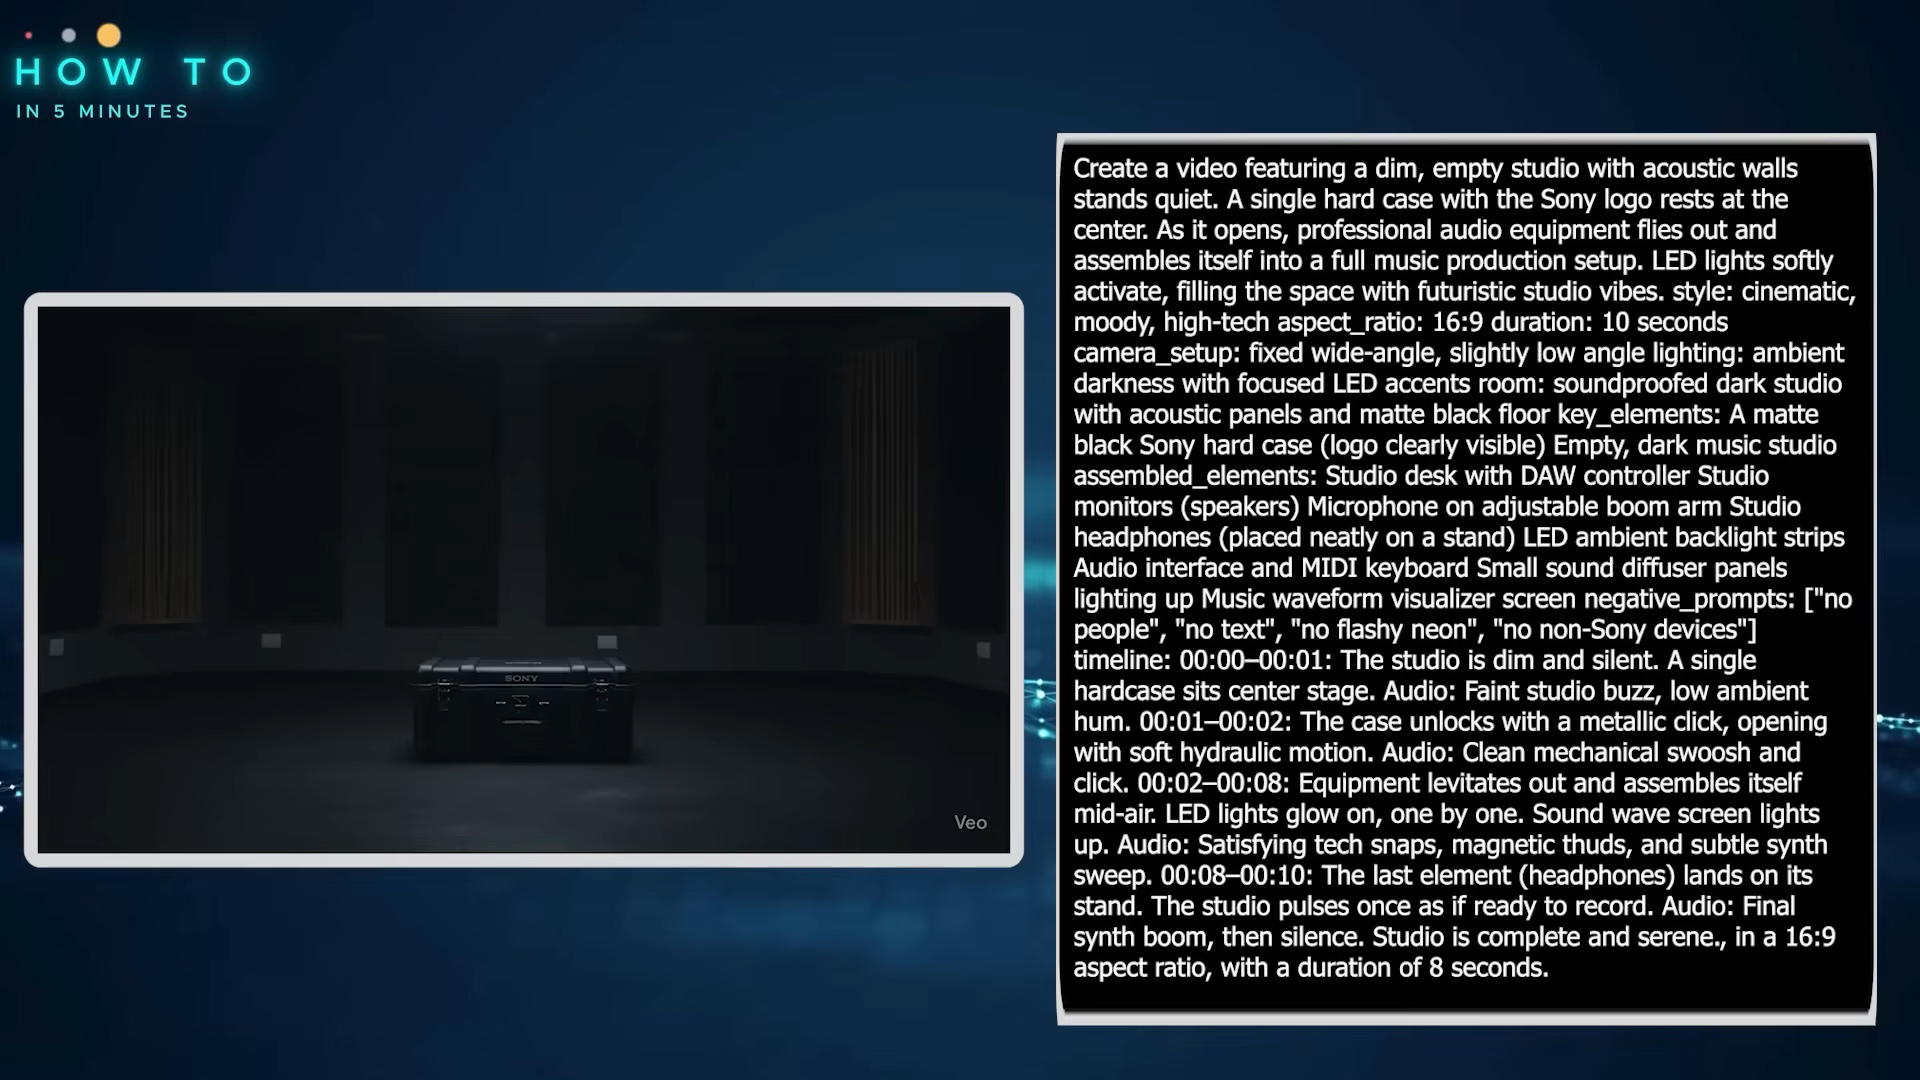 HOW TO
IN 5 MINUTES
SONY
Veo
Create a video featuring a dim, empty studio with acoustic walls
stands quiet. A single hard case with the Sony logo rests at the
center. As it opens, professional audio equipment flies out and
assembles itself into a full music production setup. LED lights softly
activate, filling the space with futuristic studio vibes. style: cinematic,
moody, high-tech aspect_ratio: 16:9 duration: 10 seconds
camera_setup: fixed wide-angle, slightly low angle lighting: ambient
darkness with focused LED accents room: soundproofed dark studio
with acoustic panels and matte black floor key_elements: A matte
black Sony hard case (logo clearly visible) Empty, dark music studio
assembled_elements: Studio desk with DAW controller Studio
monitors (speakers) Microphone on adjustable boom arm Studio
headphones (placed neatly on a stand) LED ambient backlight strips
Audio interface and MIDI keyboard Small sound diffuser panels
lighting up Music waveform visualizer screen negative_prompts: ["no
people", "no text", "no flashy neon", "no non-Sony devices"]
timeline: 00:00–00:01: The studio is dim and silent. A single
hardcase sits center stage. Audio: Faint studio buzz, low ambient
hum. 00:01–00:02: The case unlocks with a metallic click, opening
with soft hydraulic motion. Audio: Clean mechanical swoosh and
click. 00:02–00:08: Equipment levitates out and assembles itself
mid-air. LED lights glow on, one by one. Sound wave screen lights
up. Audio: Satisfying tech snaps, magnetic thuds, and subtle synth
sweep. 00:08–00:10: The last element (headphones) lands on its
stand. The studio pulses once as if ready to record. Audio: Final
synth boom, then silence. Studio is complete and serene., in a 16:9
aspect ratio, with a duration of 8 seconds.